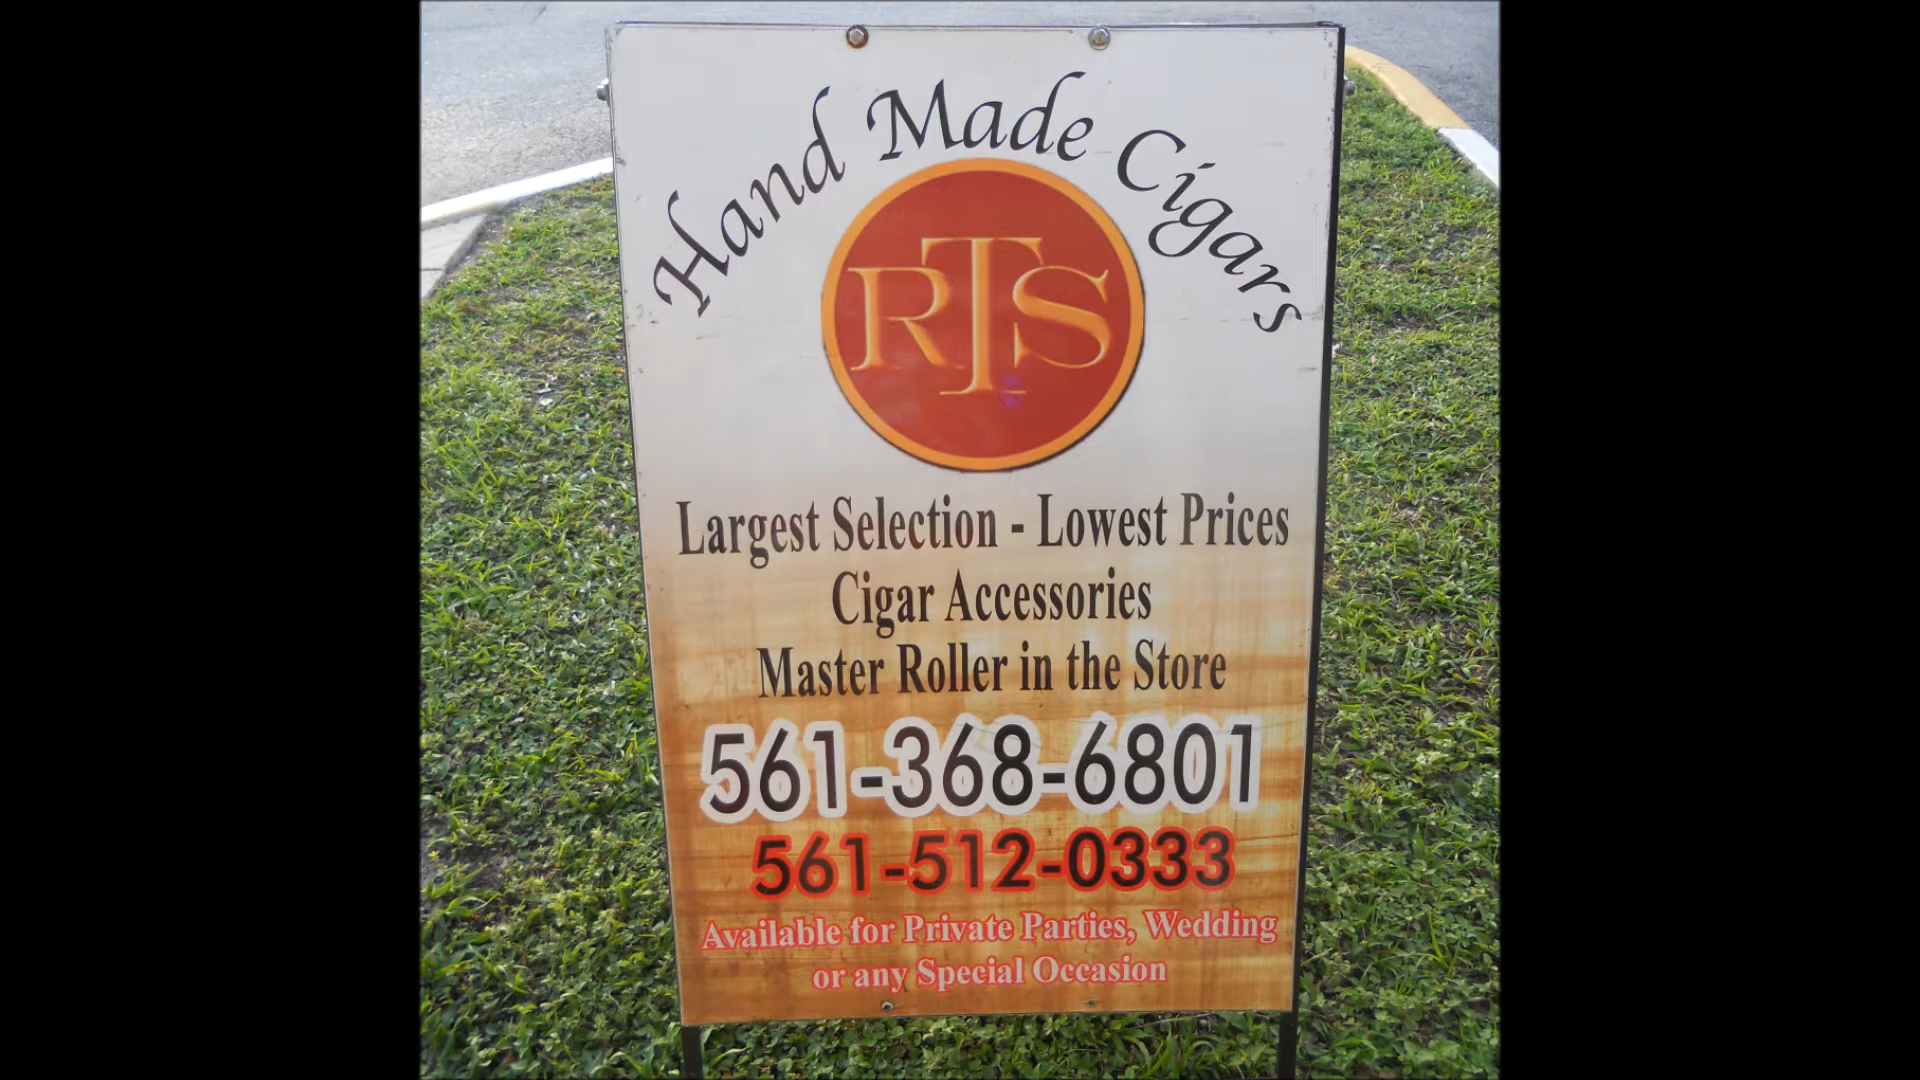 Hand Made Cigars
RTS
Largest Selection - Lowest Prices
Cigar Accessories
Master Roller in the Store
561-368-6801
561-512-0333
Available for Private Parties, Wedding
or any Special Occasion